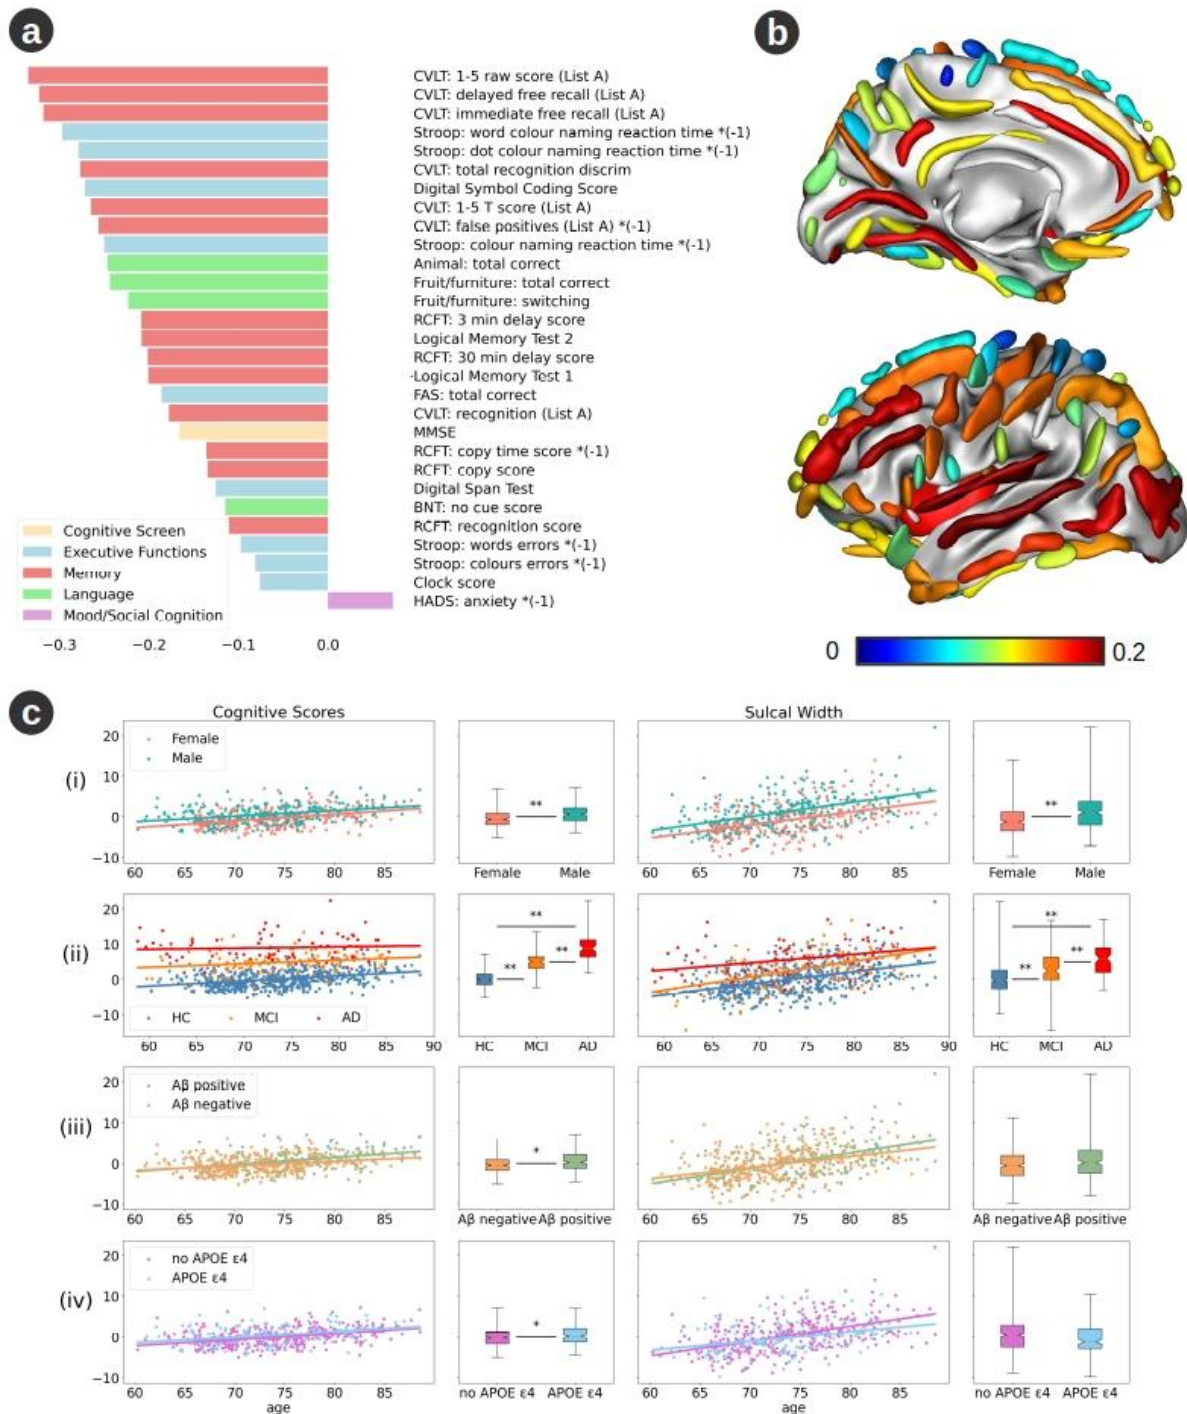 a
b
CVLT: 1-5 raw score (List A)
CVLT: delayed free recall (List A)
CVLT: immediate free recall (List A)
Stroop: word colour naming reaction time *(-1)
Stroop: dot colour naming reaction time *(-1)
CVLT: total recognition discrim
Digital Symbol Coding Score
CVLT: 1-5 T score (List A)
CVLT: false positives (List A) *(-1)
Stroop: colour naming reaction time *(-1)
Animal: total correct
Fruit/furniture: total correct
Fruit/furniture: switching
RCFT: 3 min delay score
Logical Memory Test 2
RCFT: 30 min delay score
Logical Memory Test 1
FAS: total correct
CVLT: recognition (List A)
MMSE
RCFT: copy time score *(-1)
RCFT: copy score
Digital Span Test
BNT: no cue score
RCFT: recognition score
Stroop: words errors *(-1)
Stroop: colours errors *(-1)
Clock score
HADS: anxiety *(-1)
Cognitive Screen
Executive Functions
Memory
Language
Mood/Social Cognition
−0.3 −0.2 −0.1 0.0
0 0.2
c
Cognitive Scores Sulcal Width
(i)
20
10
0
−10
Female
Male
** **
60 65 70 75 80 85 Female Male 60 65 70 75 80 85 Female Male
(ii)
20
10
0
−10
HC MCI AD
** ** ** ** ** **
60 65 70 75 80 85 90 HC MCI AD 60 65 70 75 80 85 90 HC MCI AD
(iii)
20
10
0
−10
Aβ positive
Aβ negative
*
60 65 70 75 80 85 Aβ negative Aβ positive 60 65 70 75 80 85 Aβ negative Aβ positive
(iv)
20
10
0
−10
no APOE ε4
APOE ε4
*
60 65 70 75 80 85 no APOE ε4 APOE ε4 60 65 70 75 80 85 no APOE ε4 APOE ε4
age age